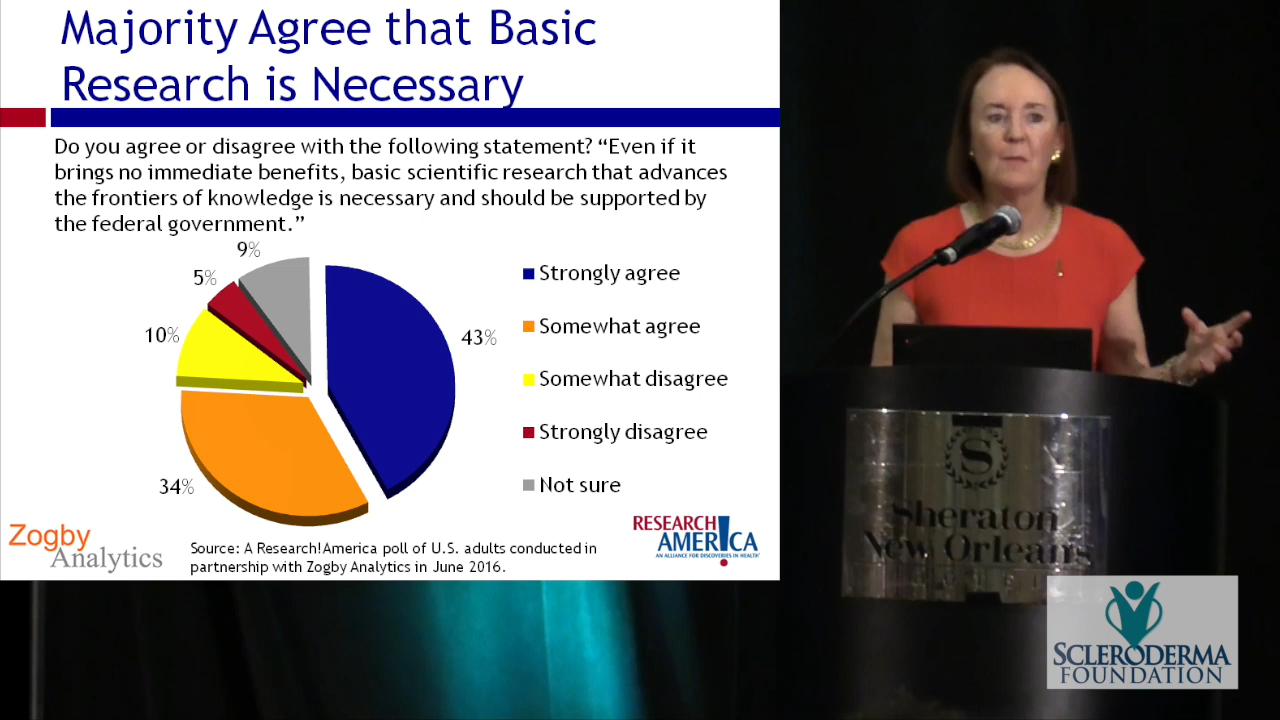 Majority Agree that Basic
Research is Necessary
Do you agree or disagree with the following statement? “Even if it
brings no immediate benefits, basic scientific research that advances
the frontiers of knowledge is necessary and should be supported by
the federal government.”
9%
5%
10%
43%
34%
Strongly agree
Somewhat agree
Somewhat disagree
Strongly disagree
Not sure
Zogby
Analytics
Source: A Research!America poll of U.S. adults conducted in
partnership with Zogby Analytics in June 2016.
RESEARCH!
AMERICA
AN ALLIANCE FOR DISCOVERIES IN HEALTH®
S
Sheraton
New Orleans
SCLERODERMA
FOUNDATION